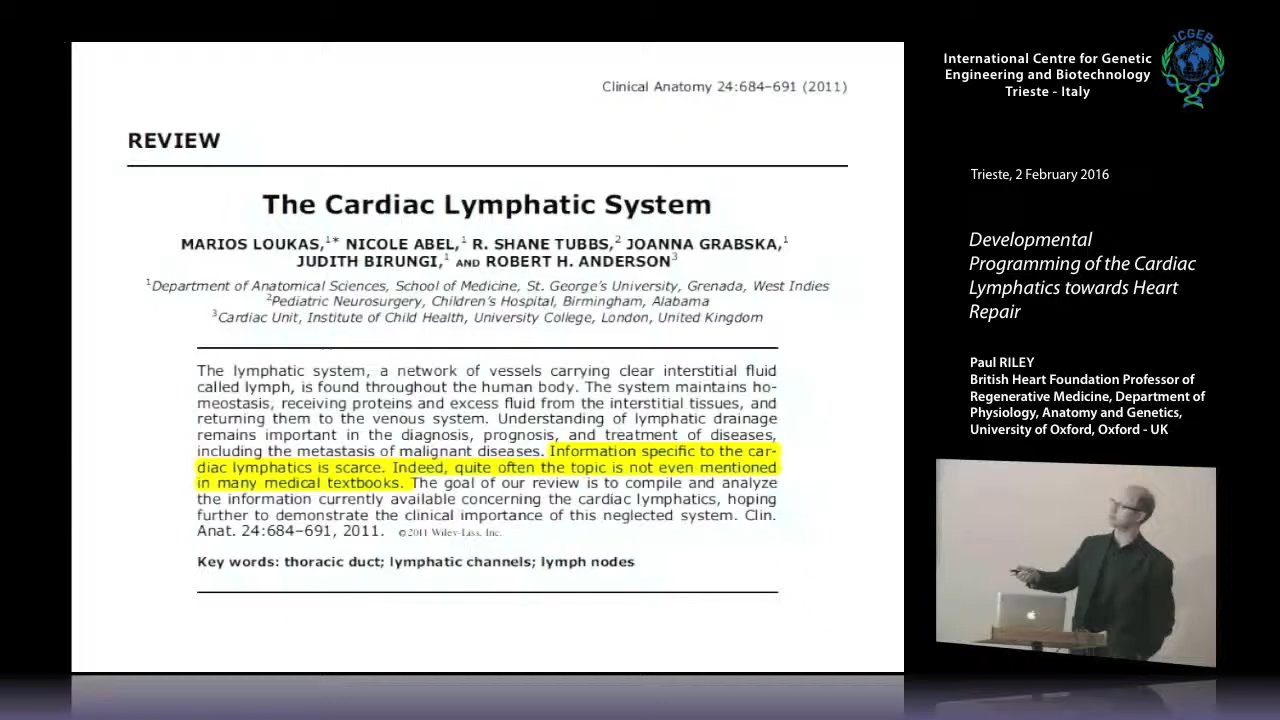 Clinical Anatomy 24:684–691 (2011)
REVIEW
The Cardiac Lymphatic System
MARIOS LOUKAS,1* NICOLE ABEL,1 R. SHANE TUBBS,2 JOANNA GRABSKA,1
JUDITH BIRUNGI,1 AND ROBERT H. ANDERSON3
1Department of Anatomical Sciences, School of Medicine, St. George's University, Grenada, West Indies
2Pediatric Neurosurgery, Children's Hospital, Birmingham, Alabama
3Cardiac Unit, Institute of Child Health, University College, London, United Kingdom
The lymphatic system, a network of vessels carrying clear interstitial fluid
called lymph, is found throughout the human body. The system maintains ho-
meostasis, receiving proteins and excess fluid from the interstitial tissues, and
returning them to the venous system. Understanding of lymphatic drainage
remains important in the diagnosis, prognosis, and treatment of diseases,
including the metastasis of malignant diseases. Information specific to the car-
diac lymphatics is scarce. Indeed, quite often the topic is not even mentioned
in many medical textbooks. The goal of our review is to compile and analyze
the information currently available concerning the cardiac lymphatics, hoping
further to demonstrate the clinical importance of this neglected system. Clin.
Anat. 24:684–691, 2011. ©2011 Wiley-Liss, Inc.
Key words: thoracic duct; lymphatic channels; lymph nodes
International Centre for Genetic
Engineering and Biotechnology
Trieste - Italy
ICGEB
Trieste, 2 February 2016
Developmental
Programming of the Cardiac
Lymphatics towards Heart
Repair
Paul RILEY
British Heart Foundation Professor of
Regenerative Medicine, Department of
Physiology, Anatomy and Genetics,
University of Oxford, Oxford - UK